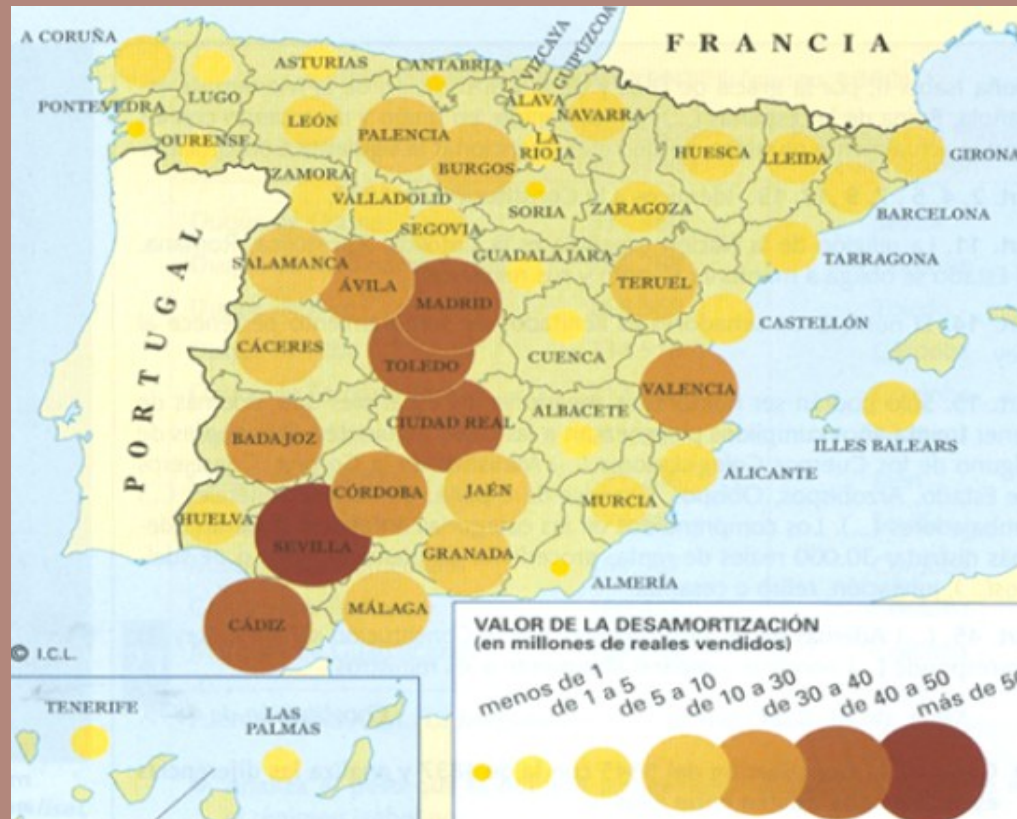 A CORUÑA
LUGO
PONTEVEDRA
OURENSE
ASTURIAS
CANTABRIA
VIZCAYA
GUIPÚZCOA
FRANCIA
LEÓN
PALENCIA
BURGOS
ÁLAVA
NAVARRA
LA RIOJA
HUESCA
LLEIDA
GIRONA
ZAMORA
VALLADOLID
SORIA
ZARAGOZA
BARCELONA
SEGOVIA
TARRAGONA
SALAMANCA
ÁVILA
GUADALAJARA
MADRID
TERUEL
CASTELLÓN
PORTUGAL
CÁCERES
TOLEDO
CUENCA
VALENCIA
CIUDAD REAL
ALBACETE
BADAJOZ
ILLES BALEARS
ALICANTE
CÓRDOBA
JAÉN
MURCIA
HUELVA
SEVILLA
GRANADA
ALMERÍA
CÁDIZ
MÁLAGA
© I.C.L.
TENERIFE
LAS
PALMAS
VALOR DE LA DESAMORTIZACIÓN
(en millones de reales vendidos)
menos de 1
de 1 a 5
de 5 a 10
de 10 a 30
de 30 a 40
de 40 a 50
más de 50